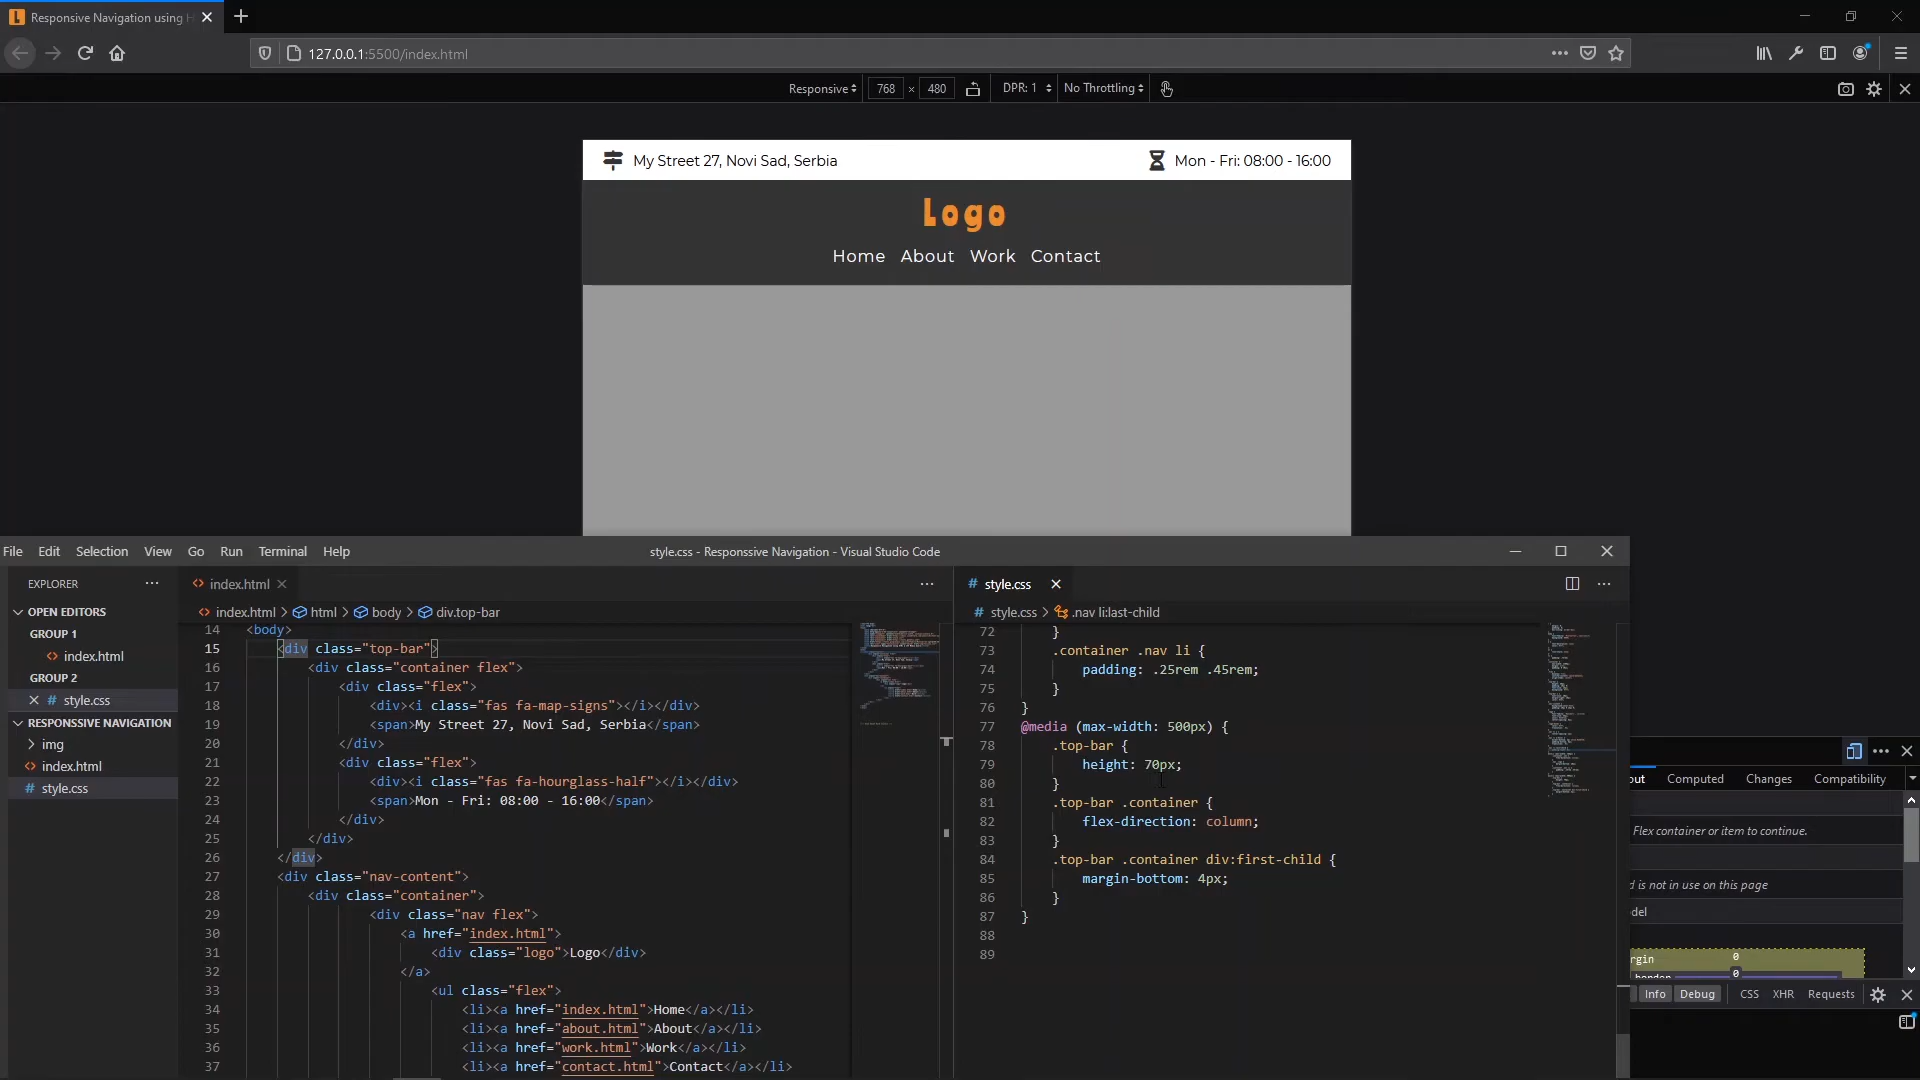 Responsive Navigation using H
127.0.0.1:5500/index.html
Responsive 768 × 480 DPR: 1 No Throttling
My Street 27, Novi Sad, Serbia
Mon - Fri: 08:00 - 16:00
Logo
Home About Work Contact
File Edit Selection View Go Run Terminal Help
style.css - Responssive Navigation - Visual Studio Code
EXPLORER
OPEN EDITORS
GROUP 1
index.html
GROUP 2
style.css
RESPONSSIVE NAVIGATION
img
index.html
style.css
index.html
index.html > html > body > div.top-bar
14 <body>
15 <div class="top-bar">
16 <div class="container flex">
17 <div class="flex">
18 <div><i class="fas fa-map-signs"></i></div>
19 <span>My Street 27, Novi Sad, Serbia</span>
20 </div>
21 <div class="flex">
22 <div><i class="fas fa-hourglass-half"></i></div>
23 <span>Mon - Fri: 08:00 - 16:00</span>
24 </div>
25 </div>
26 </div>
27 <div class="nav-content">
28 <div class="container">
29 <div class="nav flex">
30 <a href="index.html">
31 <div class="logo">Logo</div>
32 </a>
33 <ul class="flex">
34 <li><a href="index.html">Home</a></li>
35 <li><a href="about.html">About</a></li>
36 <li><a href="work.html">Work</a></li>
37 <li><a href="contact.html">Contact</a></li>
# style.css
# style.css > .nav li:last-child
72 }
73 .container .nav li {
74 padding: .25rem .45rem;
75 }
76 }
77 @media (max-width: 500px) {
78 .top-bar {
79 height: 70px;
80 }
81 .top-bar .container {
82 flex-direction: column;
83 }
84 .top-bar .container div:first-child {
85 margin-bottom: 4px;
86 }
87 }
88
89
out Computed Changes Compatibility
Flex container or item to continue.
d is not in use on this page
del
rgin 0
border 0
Info Debug CSS XHR Requests